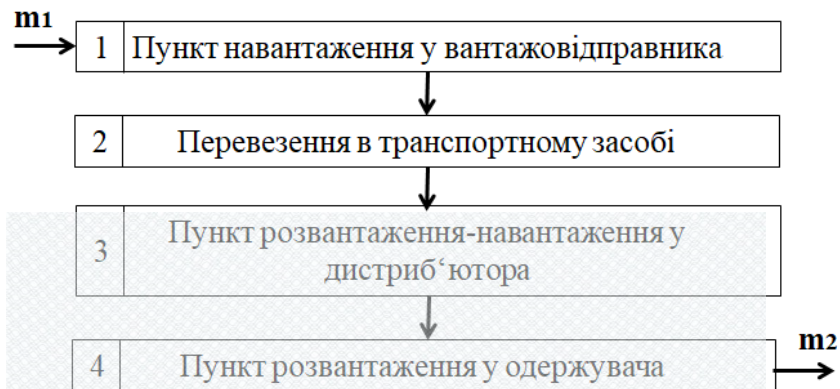 m1
1 Пункт навантаження у вантажовідправника
2 Перевезення в транспортному засобі
3 Пункт розвантаження-навантаження у
дистриб‘ютора
m2
4 Пункт розвантаження у одержувача